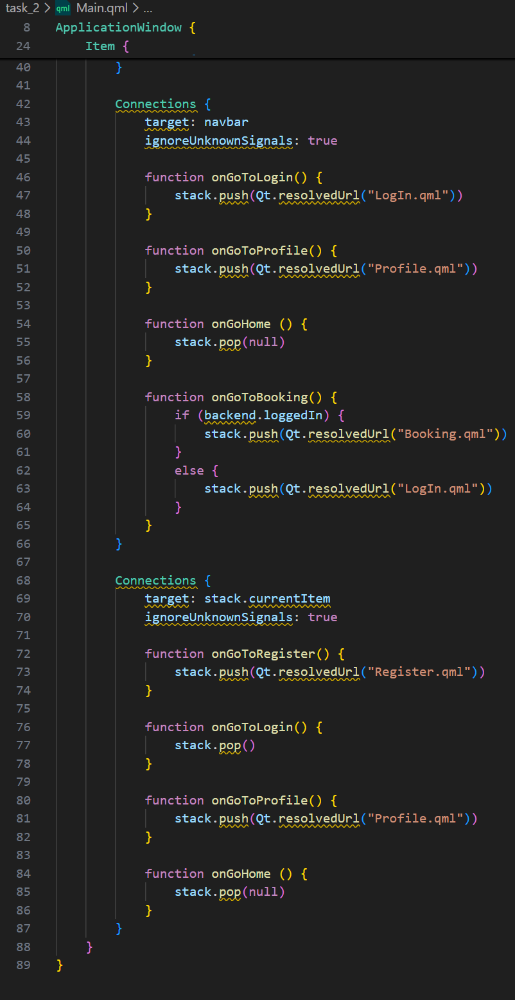 task_2 > qml Main.qml > ...
8 ApplicationWindow {
24     Item {
40         }
41
42         Connections {
43             target: navbar
44             ignoreUnknownSignals: true
45
46             function onGoToLogin() {
47                 stack.push(Qt.resolvedUrl("LogIn.qml"))
48             }
49
50             function onGoToProfile() {
51                 stack.push(Qt.resolvedUrl("Profile.qml"))
52             }
53
54             function onGoHome () {
55                 stack.pop(null)
56             }
57
58             function onGoToBooking() {
59                 if (backend.loggedIn) {
60                     stack.push(Qt.resolvedUrl("Booking.qml"))
61                 }
62                 else {
63                     stack.push(Qt.resolvedUrl("LogIn.qml"))
64                 }
65             }
66         }
67
68         Connections {
69             target: stack.currentItem
70             ignoreUnknownSignals: true
71
72             function onGoToRegister() {
73                 stack.push(Qt.resolvedUrl("Register.qml"))
74             }
75
76             function onGoToLogin() {
77                 stack.pop()
78             }
79
80             function onGoToProfile() {
81                 stack.push(Qt.resolvedUrl("Profile.qml"))
82             }
83
84             function onGoHome () {
85                 stack.pop(null)
86             }
87         }
88     }
89 }